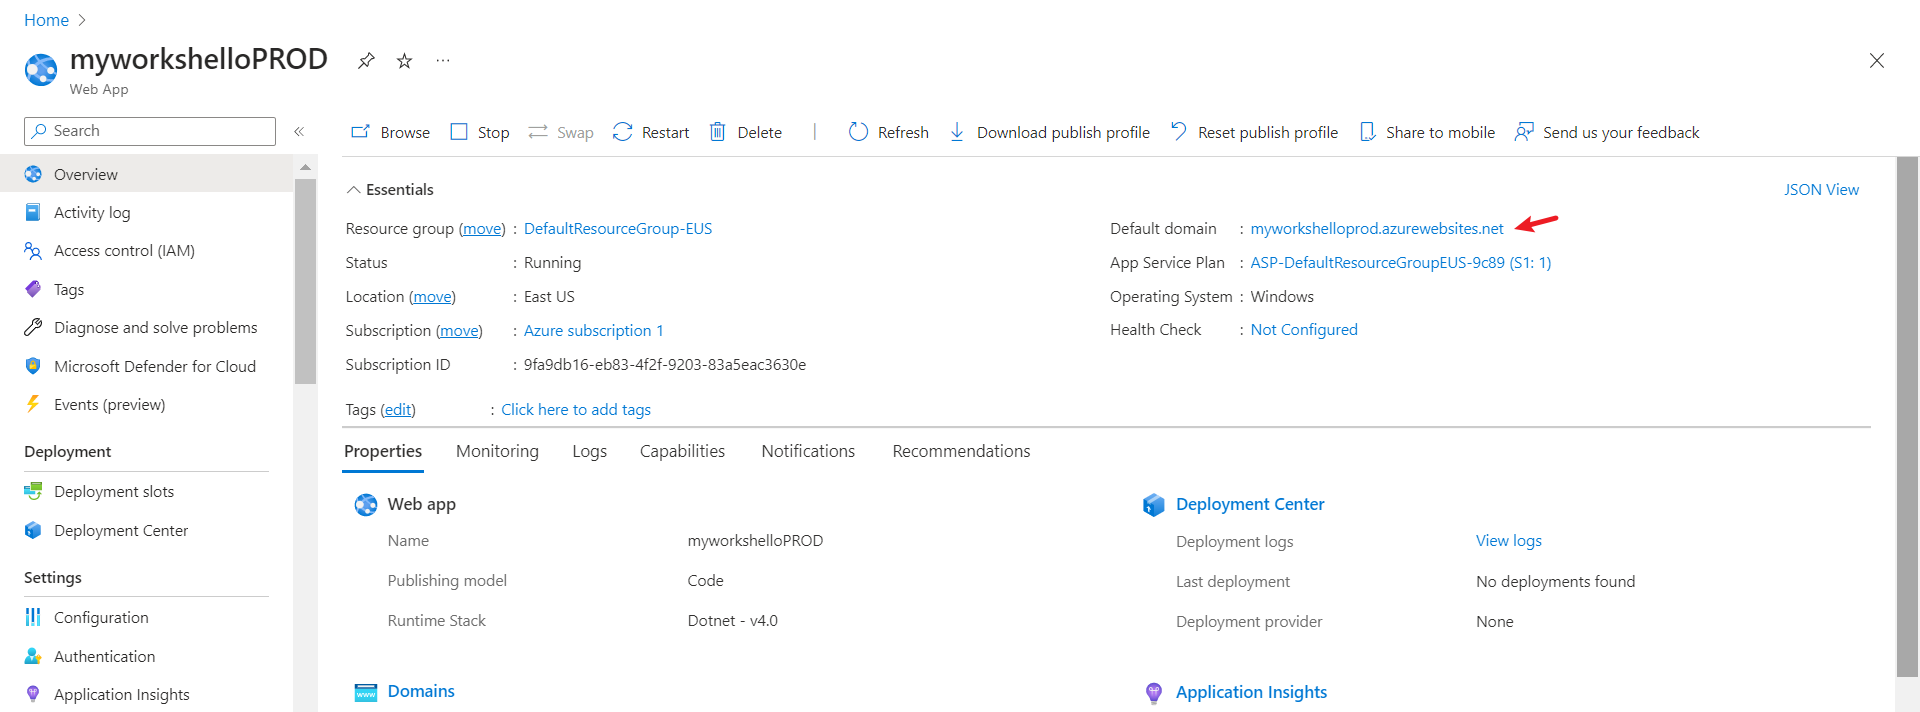 Home
myworkshelloPROD
Web App
Search
Browse Stop Swap Restart Delete Refresh Download publish profile Reset publish profile Share to mobile Send us your feedback
Overview
Activity log
Access control (IAM)
Tags
Diagnose and solve problems
Microsoft Defender for Cloud
Events (preview)
Deployment
Deployment slots
Deployment Center
Settings
Configuration
Authentication
Application Insights
Essentials JSON View
Resource group (move) : DefaultResourceGroup-EUS
Status : Running
Location (move) : East US
Subscription (move) : Azure subscription 1
Subscription ID : 9fa9db16-eb83-4f2f-9203-83a5eac3630e
Tags (edit) : Click here to add tags
Default domain : myworkshelloprod.azurewebsites.net
App Service Plan : ASP-DefaultResourceGroupEUS-9c89 (S1: 1)
Operating System : Windows
Health Check : Not Configured
Properties Monitoring Logs Capabilities Notifications Recommendations
Web app
Name myworkshelloPROD
Publishing model Code
Runtime Stack Dotnet - v4.0
Domains
Deployment Center
Deployment logs View logs
Last deployment No deployments found
Deployment provider None
Application Insights